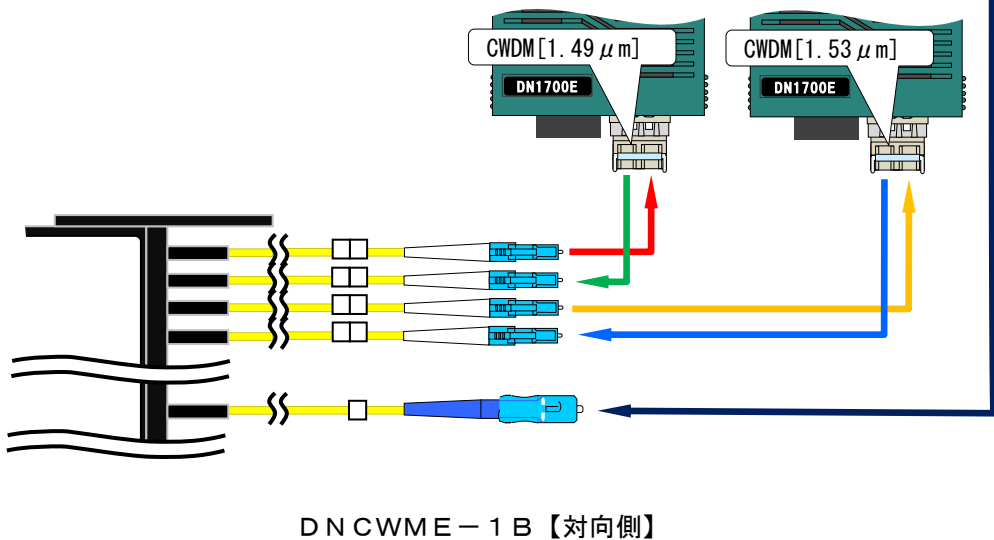 CWDM[1.49μm]
CWDM[1.53μm]
DN1700E
DN1700E
DNCWME－1B【対向側】